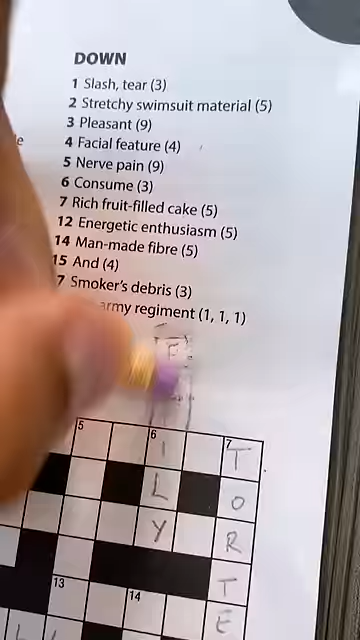 DOWN
1 Slash, tear (3)
2 Stretchy swimsuit material (5)
3 Pleasant (9)
4 Facial feature (4)
5 Nerve pain (9)
6 Consume (3)
7 Rich fruit-filled cake (5)
12 Energetic enthusiasm (5)
14 Man-made fibre (5)
15 And (4)
7 Smoker's debris (3)
army regiment (1, 1, 1)
F
5 6 I 7 T
L O
Y R
T
13 14 E